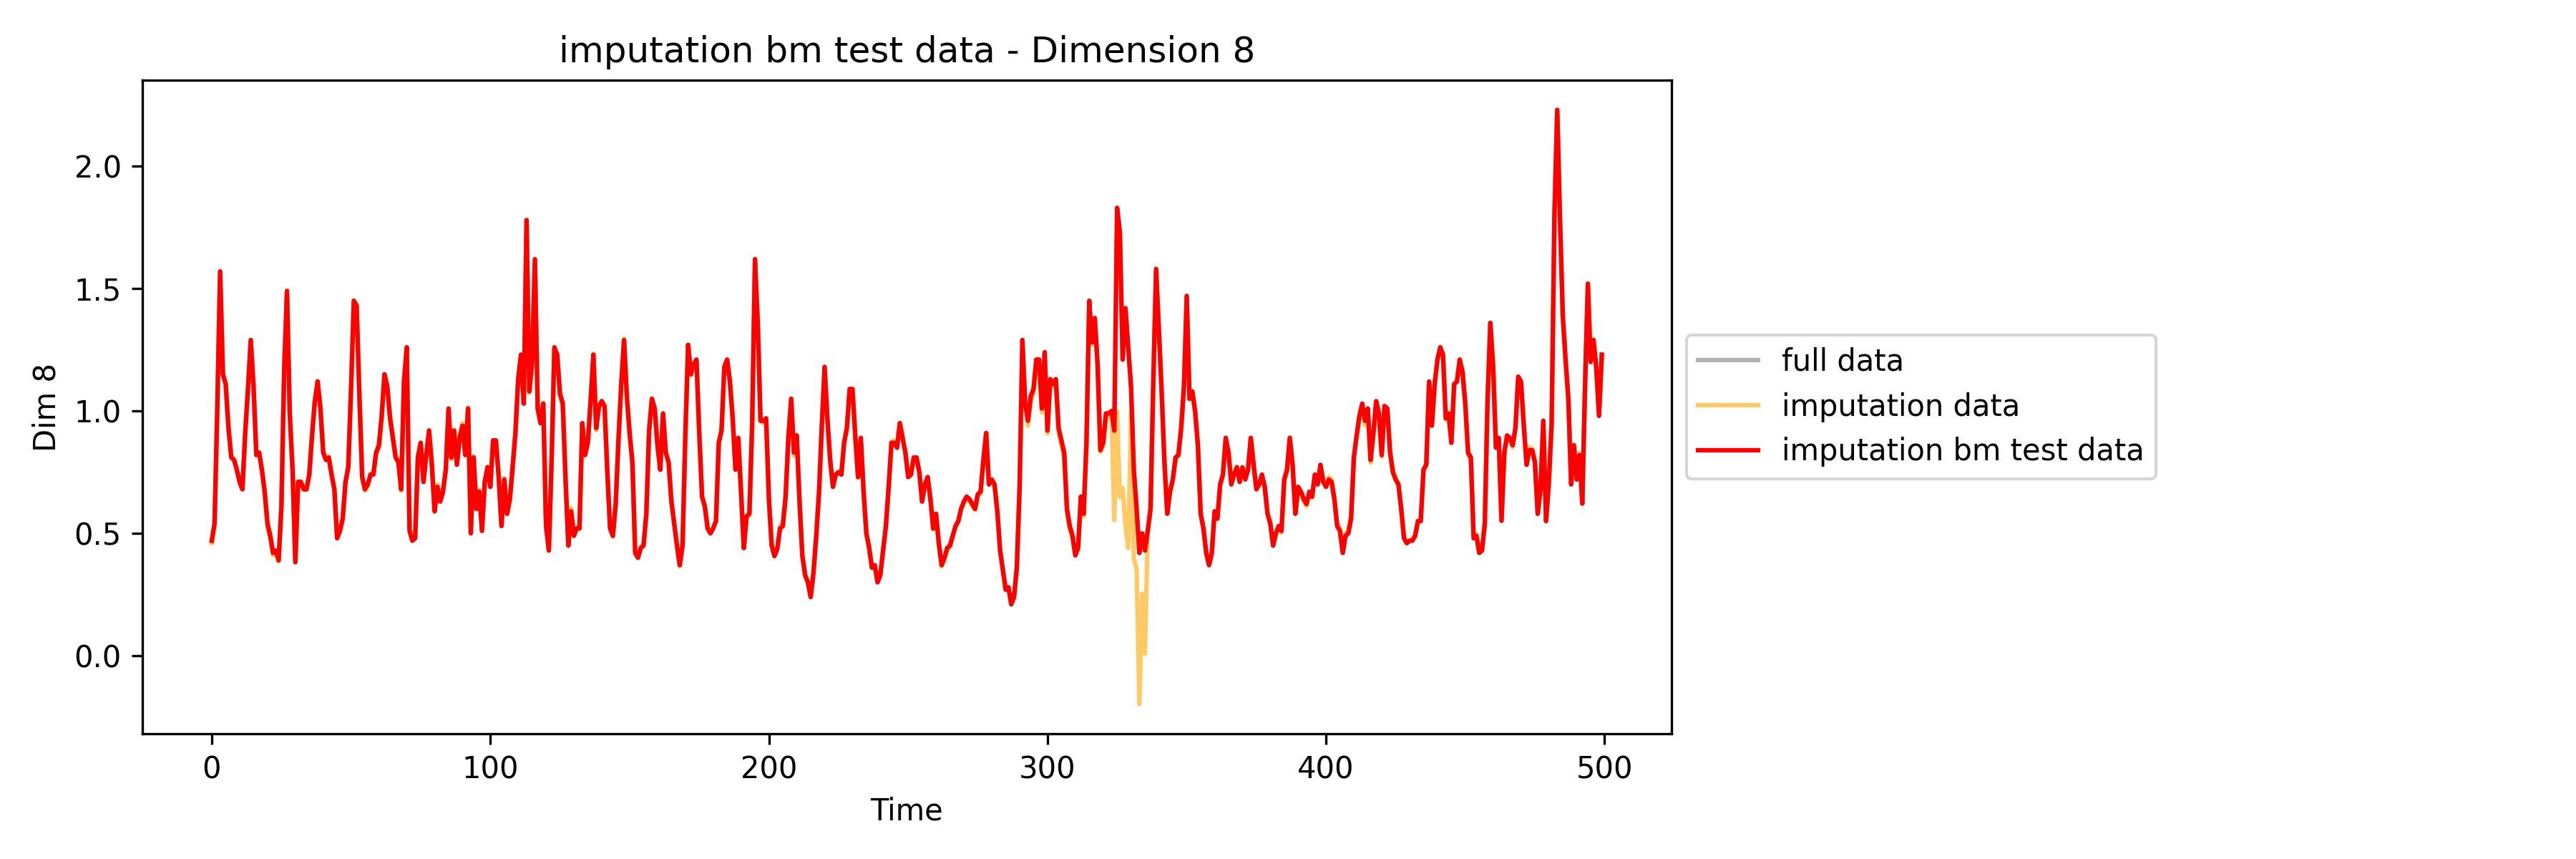 imputation bm test data - Dimension 8
2.0
1.5
1.0
0.5
0.0
Dim 8
0 100 200 300 400 500
Time
full data
imputation data
imputation bm test data